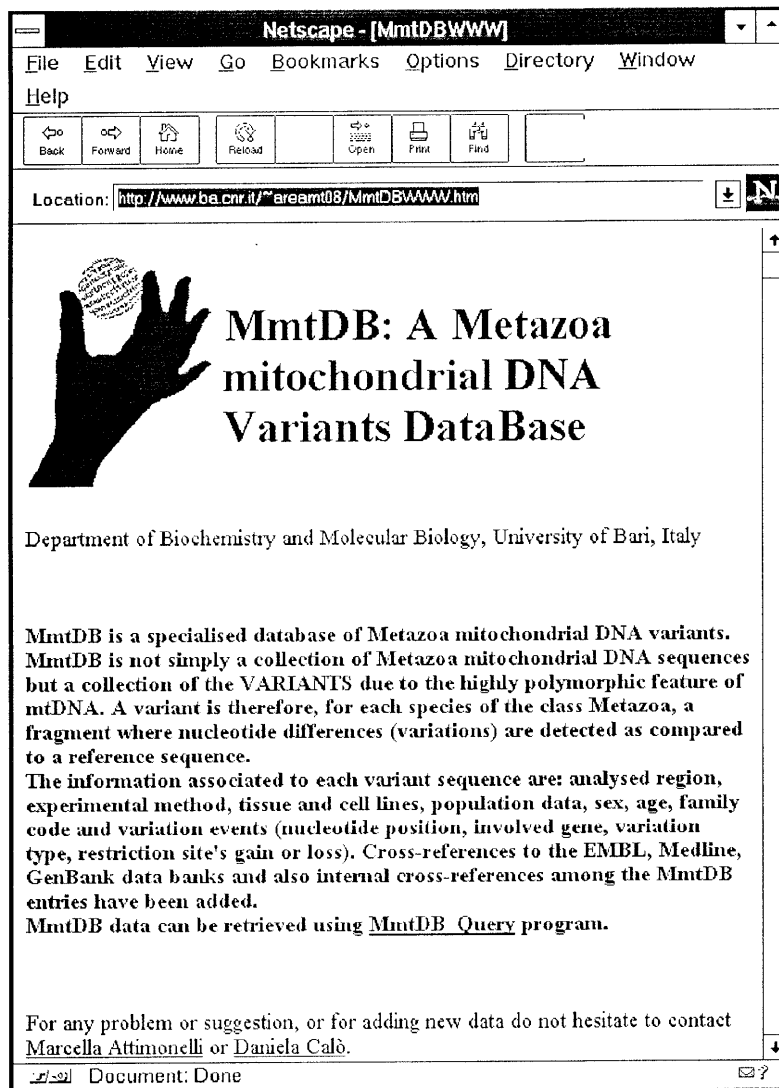 Netscape - [MmtDBWWW]
File Edit View Go Bookmarks Options Directory Window
Help
Back Forward Home Reload Open Print Find
Location: http://www.ba.cnr.it/~areamt08/MmtDBWWW.htm
N
MmtDB: A Metazoa
mitochondrial DNA
Variants DataBase
Department of Biochemistry and Molecular Biology, University of Bari, Italy
MmtDB is a specialised database of Metazoa mitochondrial DNA variants.
MmtDB is not simply a collection of Metazoa mitochondrial DNA sequences
but a collection of the VARIANTS due to the highly polymorphic feature of
mtDNA. A variant is therefore, for each species of the class Metazoa, a
fragment where nucleotide differences (variations) are detected as compared
to a reference sequence.
The information associated to each variant sequence are: analysed region,
experimental method, tissue and cell lines, population data, sex, age, family
code and variation events (nucleotide position, involved gene, variation
type, restriction site's gain or loss). Cross-references to the EMBL, Medline,
GenBank data banks and also internal cross-references among the MmtDB
entries have been added.
MmtDB data can be retrieved using MmtDB Query program.
For any problem or suggestion, or for adding new data do not hesitate to contact
Marcella Attimonelli or Daniela Calò.
Document: Done
?